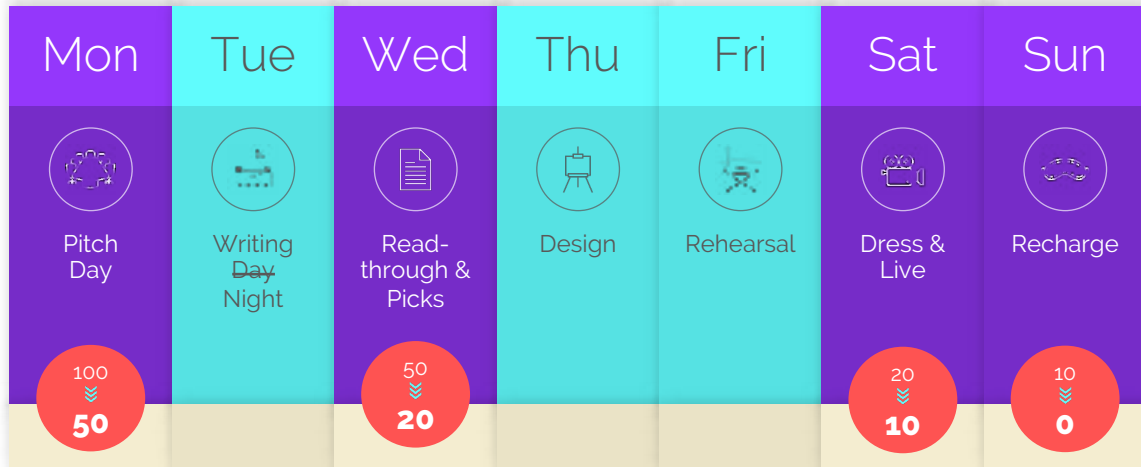 Mon
Tue
Wed
Thu
Fri
Sat
Sun
Pitch
Day
Writing
Day
Night
Read-
through &
Picks
Design
Rehearsal
Dress &
Live
Recharge
100
50
50
20
20
10
10
0